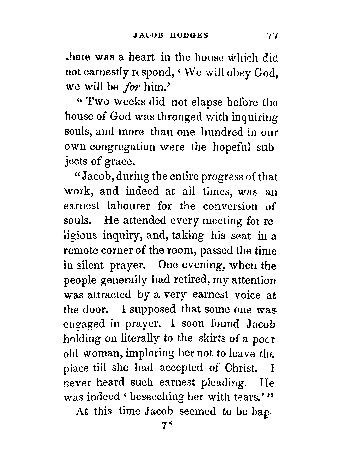 JACOB HODGES 77
there was a heart in the house which did
not earnestly respond, ‘ We will obey God,
we will be for him.’
“ Two weeks did not elapse before the
house of God was thronged with inquiring
souls, and more than one hundred in our
own congregation were the hopeful sub-
jects of grace.
“Jacob, during the entire progress of that
work, and indeed at all times, was an
earnest labourer for the conversion of
souls. He attended every meeting for re-
ligious inquiry, and, taking his seat in a
remote corner of the room, passed the time
in silent prayer. One evening, when the
people generally had retired, my attention
was attracted by a very earnest voice at
the door. I supposed that some one was
engaged in prayer. I soon found Jacob
holding on literally to the skirts of a poor
old woman, imploring her not to leave the
place till she had accepted of Christ. I
never heard such earnest pleading. He
was indeed ‘ beseeching her with tears.’ ”
At this time Jacob seemed to be hap-
7*